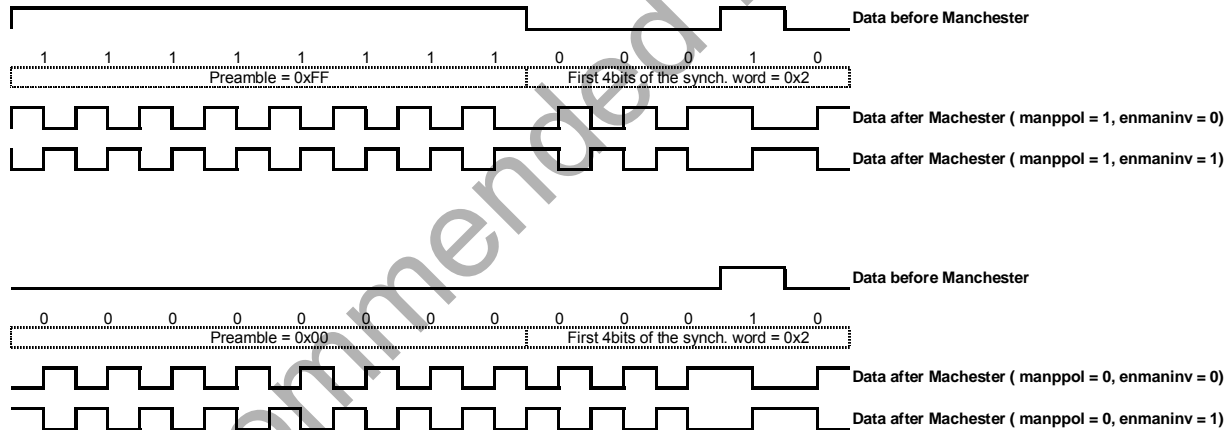 Data before Manchester
1 1 1 1 1 1 1 1 0 0 0 1 0
Preamble = 0xFF First 4bits of the synch. word = 0x2
Data after Machester ( manppol = 1, enmaninv = 0)
Data after Machester ( manppol = 1, enmaninv = 1)
Data before Manchester
0 0 0 0 0 0 0 0 0 0 0 1 0
Preamble = 0x00 First 4bits of the synch. word = 0x2
Data after Machester ( manppol = 0, enmaninv = 0)
Data after Machester ( manppol = 0, enmaninv = 1)
ommended